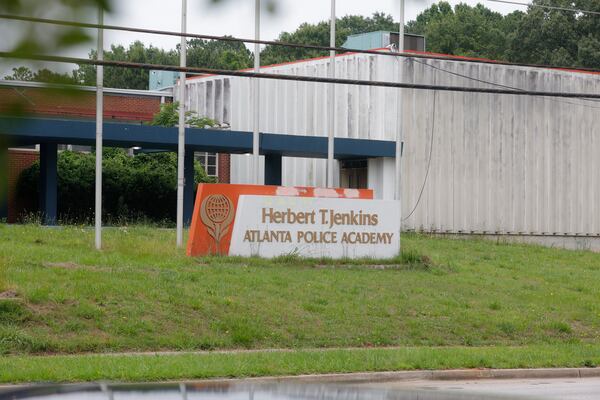 Herbert T. Jenkins
ATLANTA POLICE ACADEMY